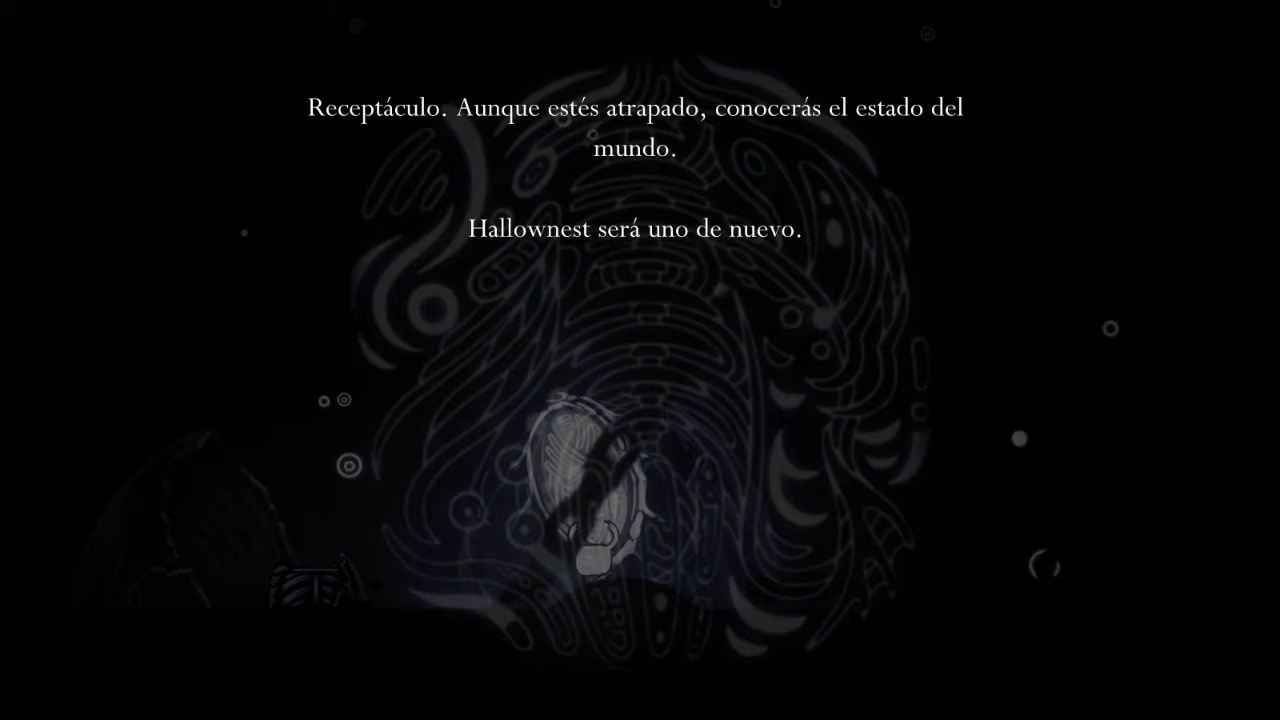 Receptáculo. Aunque estés atrapado, conocerás el estado del
mundo.
Hallownest será uno de nuevo.